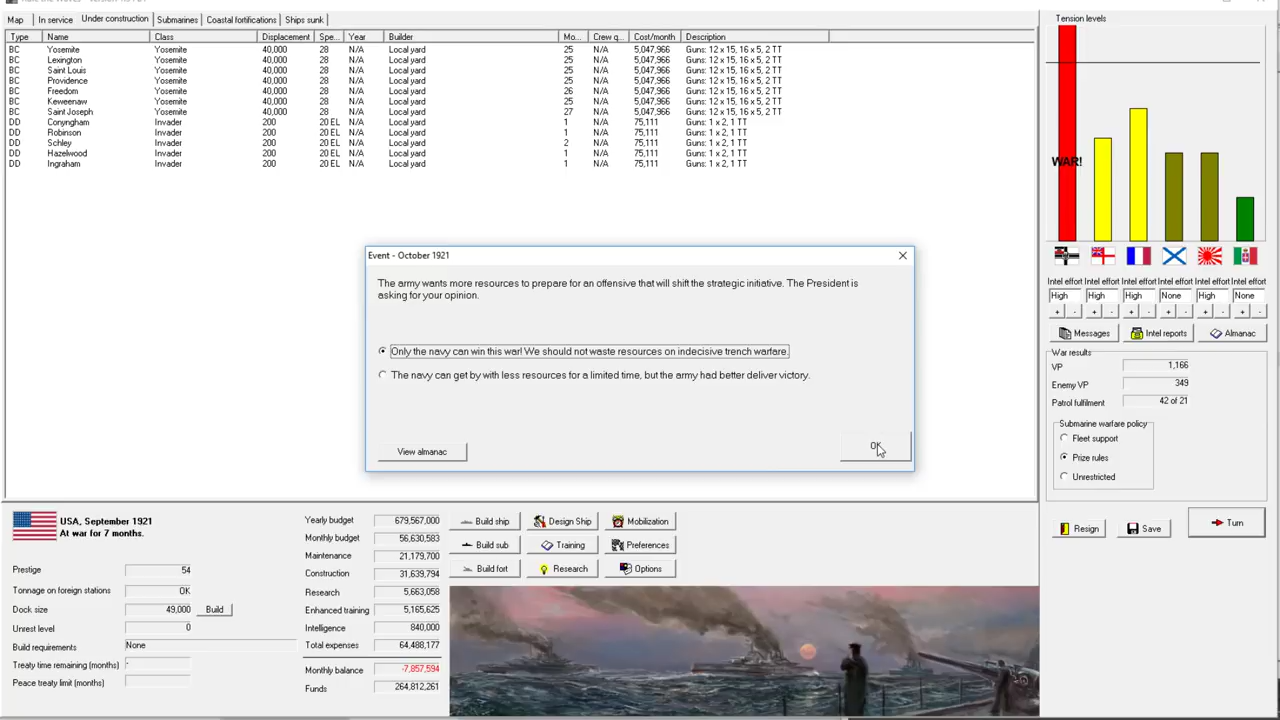 Map In service Under construction Submarines Coastal fortifications Ships sunk
Type Name Class Displacement Spe... Year Builder Mo... Crew q... Cost/month Description
BC Yosemite Yosemite 40,000 28 N/A Local yard 25 N/A 5,047,966 Guns: 12 x 15, 16 x 5, 2 TT
BC Lexington Yosemite 40,000 28 N/A Local yard 25 N/A 5,047,966 Guns: 12 x 15, 16 x 5, 2 TT
BC Saint Louis Yosemite 40,000 28 N/A Local yard 25 N/A 5,047,966 Guns: 12 x 15, 16 x 5, 2 TT
BC Providence Yosemite 40,000 28 N/A Local yard 25 N/A 5,047,966 Guns: 12 x 15, 16 x 5, 2 TT
BC Freedom Yosemite 40,000 28 N/A Local yard 26 N/A 5,047,966 Guns: 12 x 15, 16 x 5, 2 TT
BC Keweenaw Yosemite 40,000 28 N/A Local yard 25 N/A 5,047,966 Guns: 12 x 15, 16 x 5, 2 TT
BC Saint Joseph Yosemite 40,000 28 N/A Local yard 27 N/A 5,047,966 Guns: 12 x 15, 16 x 5, 2 TT
DD Conyngham Invader 200 20 EL N/A Local yard 1 N/A 75,111 Guns: 1 x 2, 1 TT
DD Robinson Invader 200 20 EL N/A Local yard 1 N/A 75,111 Guns: 1 x 2, 1 TT
DD Schley Invader 200 20 EL N/A Local yard 2 N/A 75,111 Guns: 1 x 2, 1 TT
DD Hazelwood Invader 200 20 EL N/A Local yard 1 N/A 75,111 Guns: 1 x 2, 1 TT
DD Ingraham Invader 200 20 EL N/A Local yard 1 N/A 75,111 Guns: 1 x 2, 1 TT
Event - October 1921
The army wants more resources to prepare for an offensive that will shift the strategic initiative. The President is
asking for your opinion.
Only the navy can win this war! We should not waste resources on indecisive trench warfare.
The navy can get by with less resources for a limited time, but the army had better deliver victory.
View almanac OK
Tension levels
WAR!
Intel effort Intel effort Intel effort Intel effort Intel effort Intel effort
High High High None High None
+ - + - + - + - + - + -
Messages Intel reports Almanac
War results
VP 1,166
Enemy VP 349
Patrol fulfilment 42 of 21
Submarine warfare policy
Fleet support
Prize rules
Unrestricted
Resign Save Turn
USA, September 1921
At war for 7 months.
Prestige 54
Tonnage on foreign stations OK
Dock size 49,000 Build
Unrest level 0
Build requirements None
Treaty time remaining (months) -
Peace treaty limit (months)
Yearly budget 679,567,000
Monthly budget 56,630,583
Maintenance 21,179,700
Construction 31,639,794
Research 5,663,058
Enhanced training 5,165,625
Intelligence 840,000
Total expenses 64,488,177
Monthly balance -7,857,594
Funds 264,812,261
Build ship Design Ship Mobilization
Build sub Training Preferences
Build fort Research Options